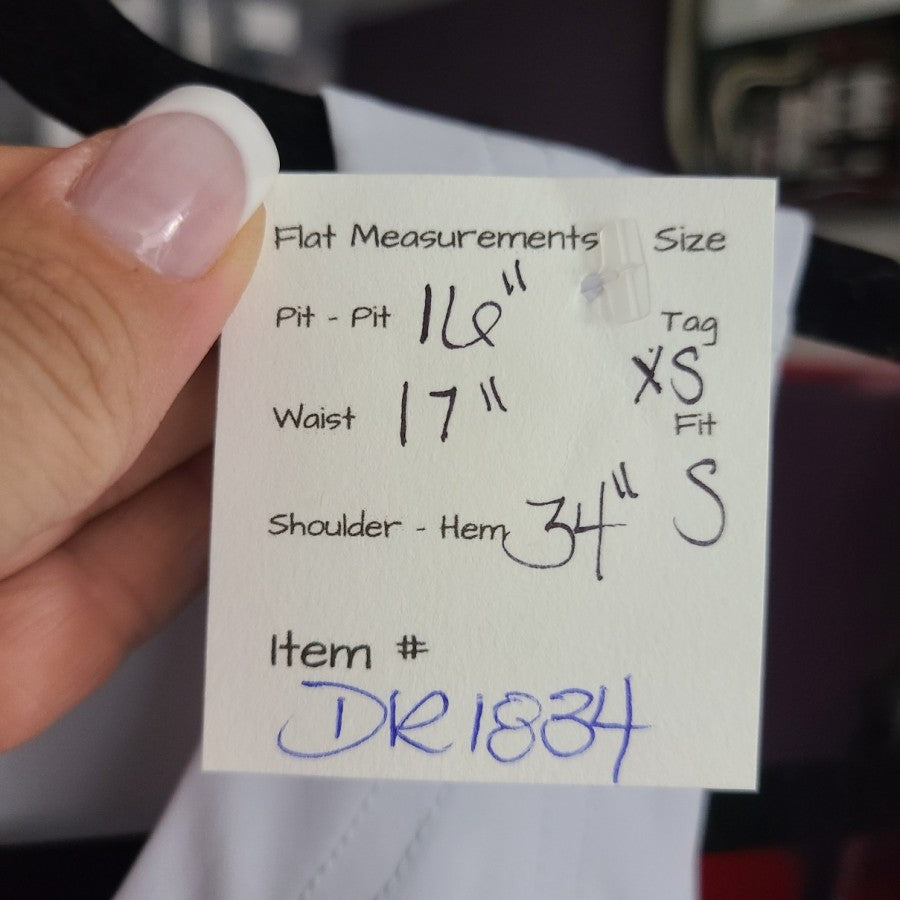 Flat Measurements Size
Pit - Pit 16"
Tag
XS
Waist 17"
Fit
S
Shoulder - Hem 34"
Item #
DR1834